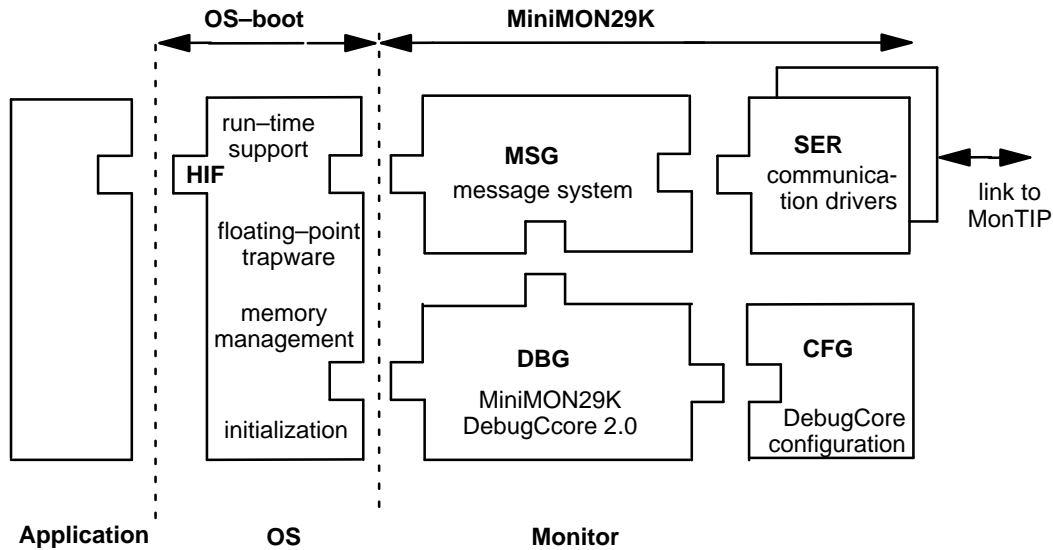 OS–boot
MiniMON29K
run–time
support
HIF
floating–point
trapware
memory
management
initialization
MSG
message system
SER
communica-
tion drivers
link to
MonTIP
DBG
MiniMON29K
DebugCcore 2.0
CFG
DebugCore
configuration
Application
OS
Monitor